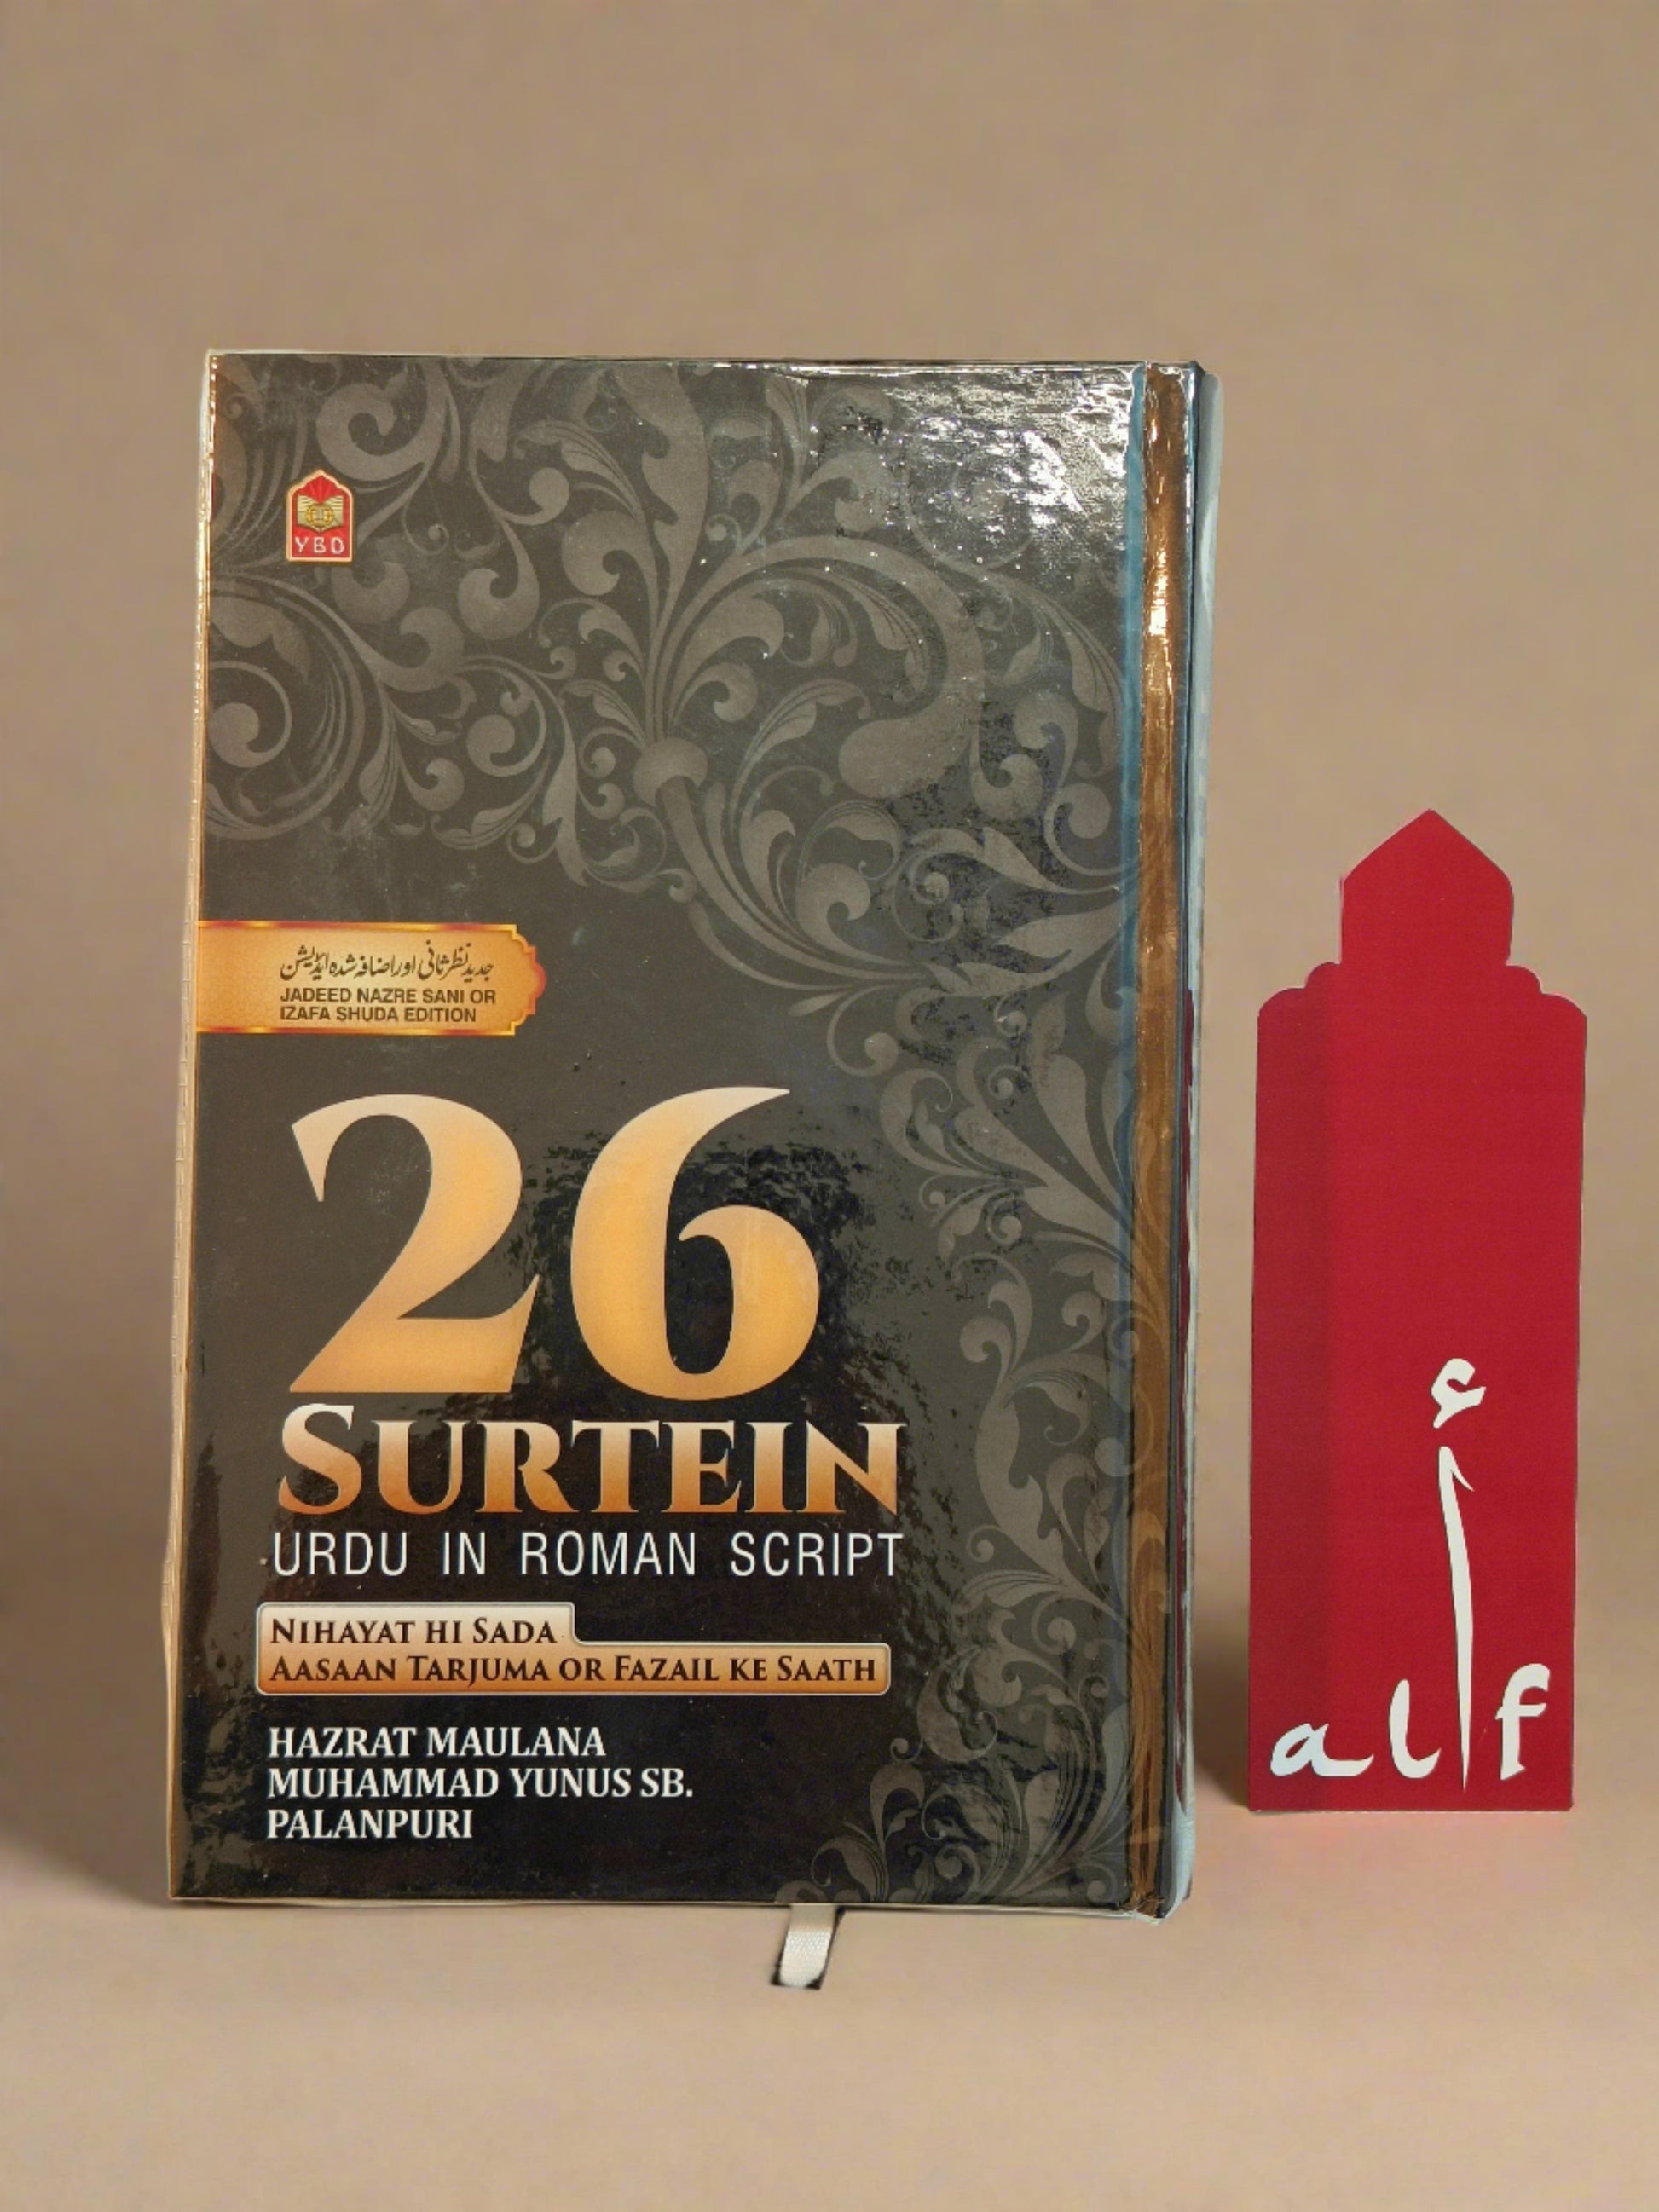 YBD
جدید نظر ثانی اور اضافہ شدہ ایڈیشن
JADEED NAZRE SANI OR
IZAFA SHUDA EDITION
26
SURTEIN
URDU IN ROMAN SCRIPT
NIHAYAT HI SADA
AASAAN TARJUMA OR FAZAIL KE SAATH
HAZRAT MAULANA
MUHAMMAD YUNUS SB.
PALANPURI
أ
alif